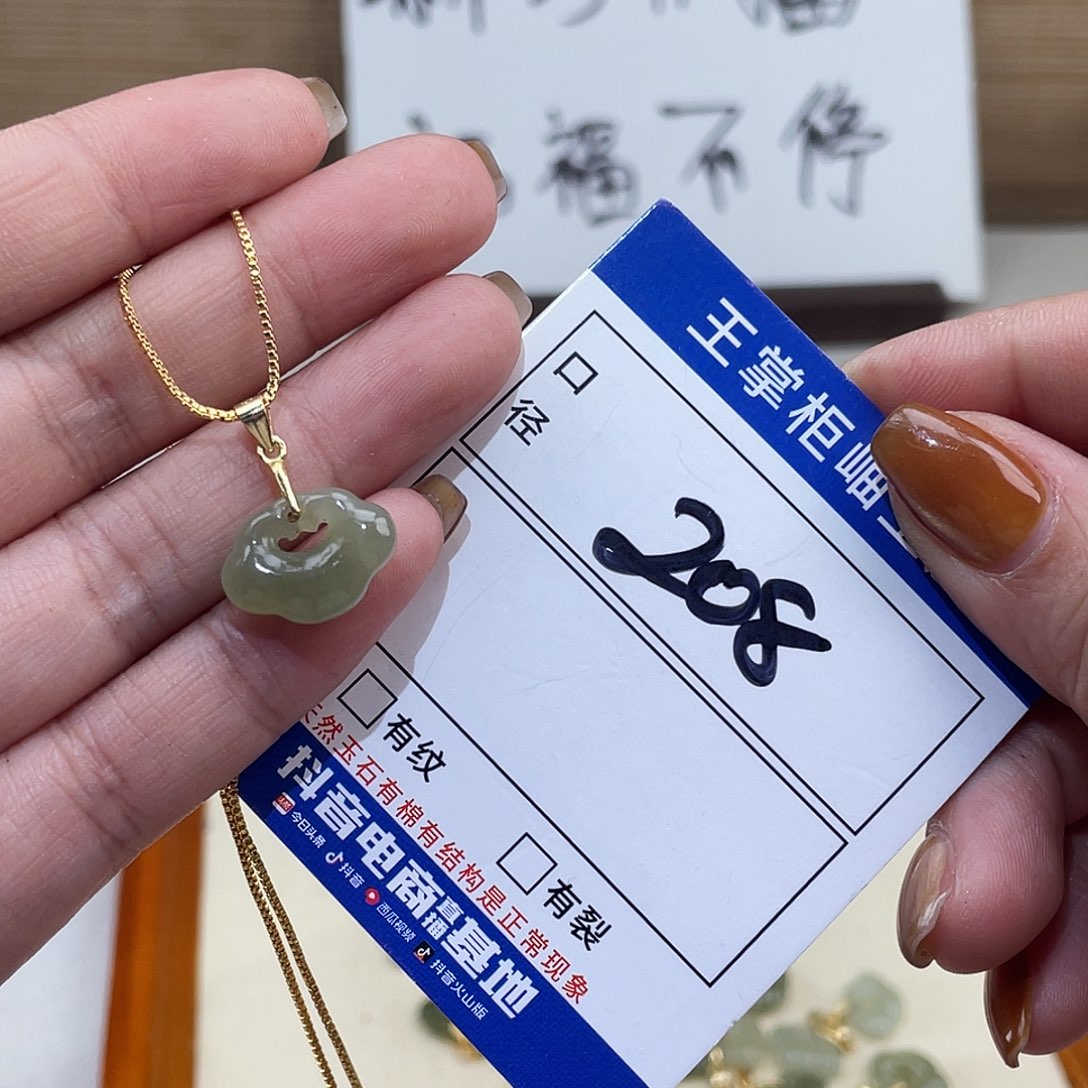 福不停
王掌柜岫
口
径
208
有纹
有裂
天然玉石有棉有结构是正常现象
抖音电商直播基地
今日头条 抖音 西瓜视频 抖音火山版